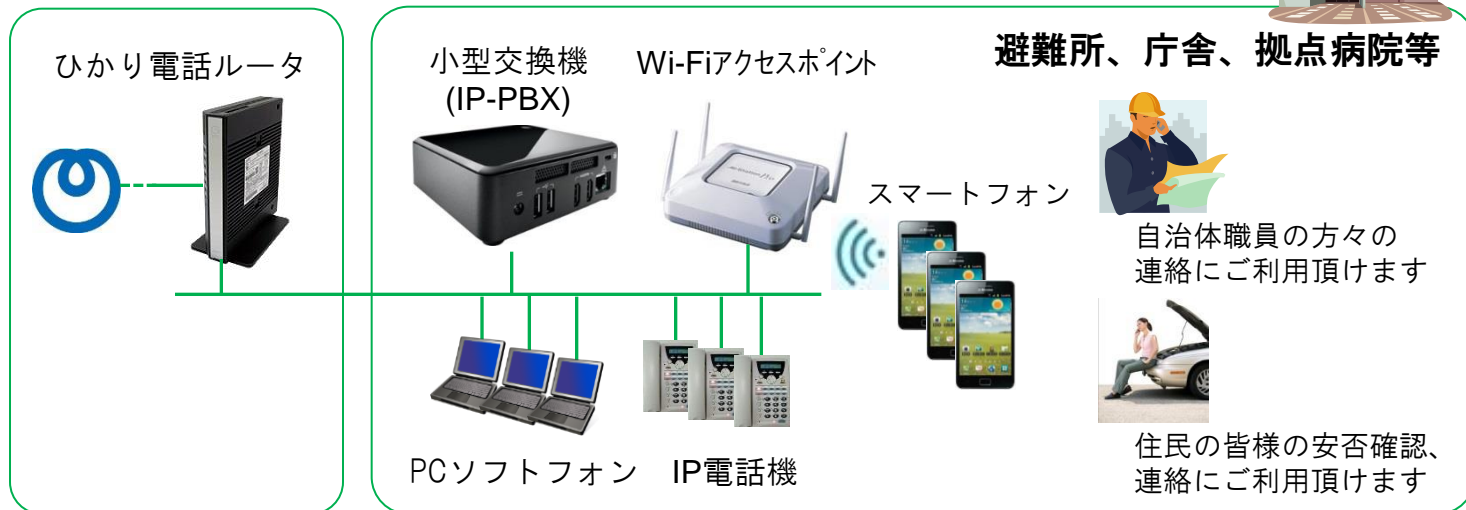 ひかり電話ルータ
小型交換機
(IP-PBX)
Wi-Fiアクセスポイント
避難所、庁舎、拠点病院等
スマートフォン
自治体職員の方々の
連絡にご利用頂けます
PCソフトフォン
IP電話機
住民の皆様の安否確認、
連絡にご利用頂けます